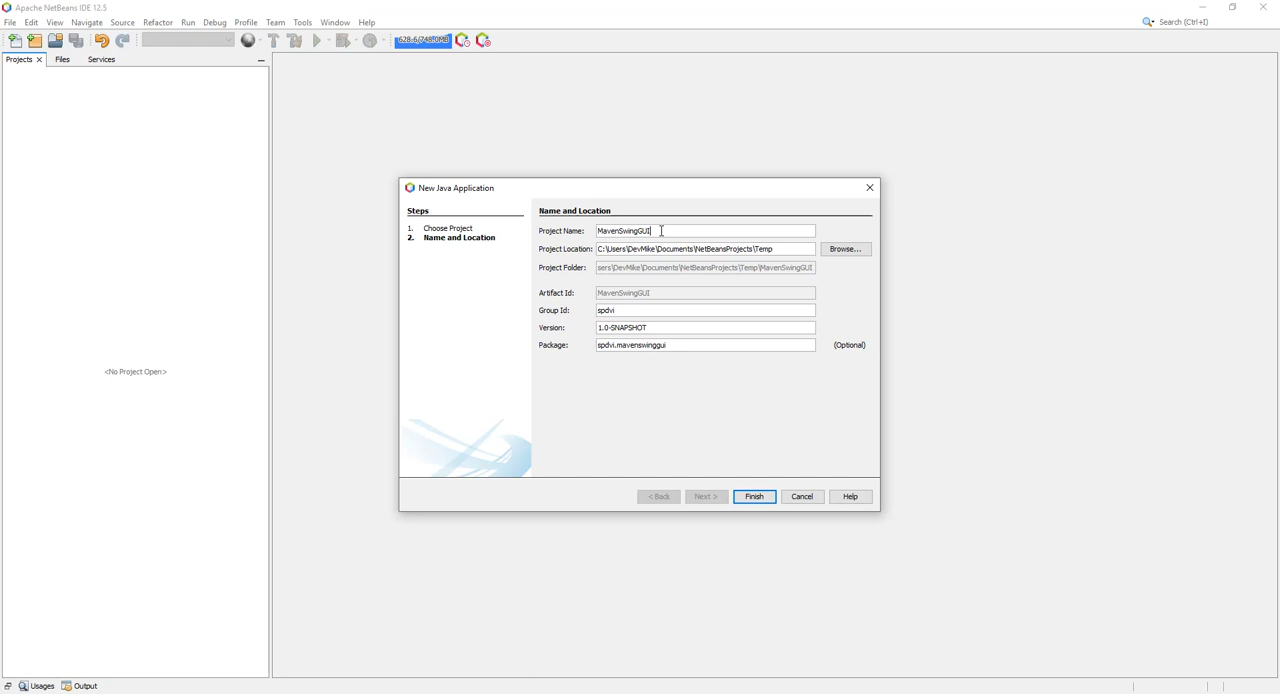 Apache NetBeans IDE 12.5
File Edit View Navigate Source Refactor Run Debug Profile Team Tools Window Help
Search (Ctrl+I)
628.6/748.0MB
Projects Files Services
<No Project Open>
New Java Application
Steps
1. Choose Project
2. Name and Location
Name and Location
Project Name: MavenSwingGUI
Project Location: C:\Users\DevMike\Documents\NetBeansProjects\Temp Browse...
Project Folder: sers\DevMike\Documents\NetBeansProjects\Temp\MavenSwingGUI
Artifact Id: MavenSwingGUI
Group Id: spdvi
Version: 1.0-SNAPSHOT
Package: spdvi.mavenswinggui (Optional)
< Back Next > Finish Cancel Help
Usages Output